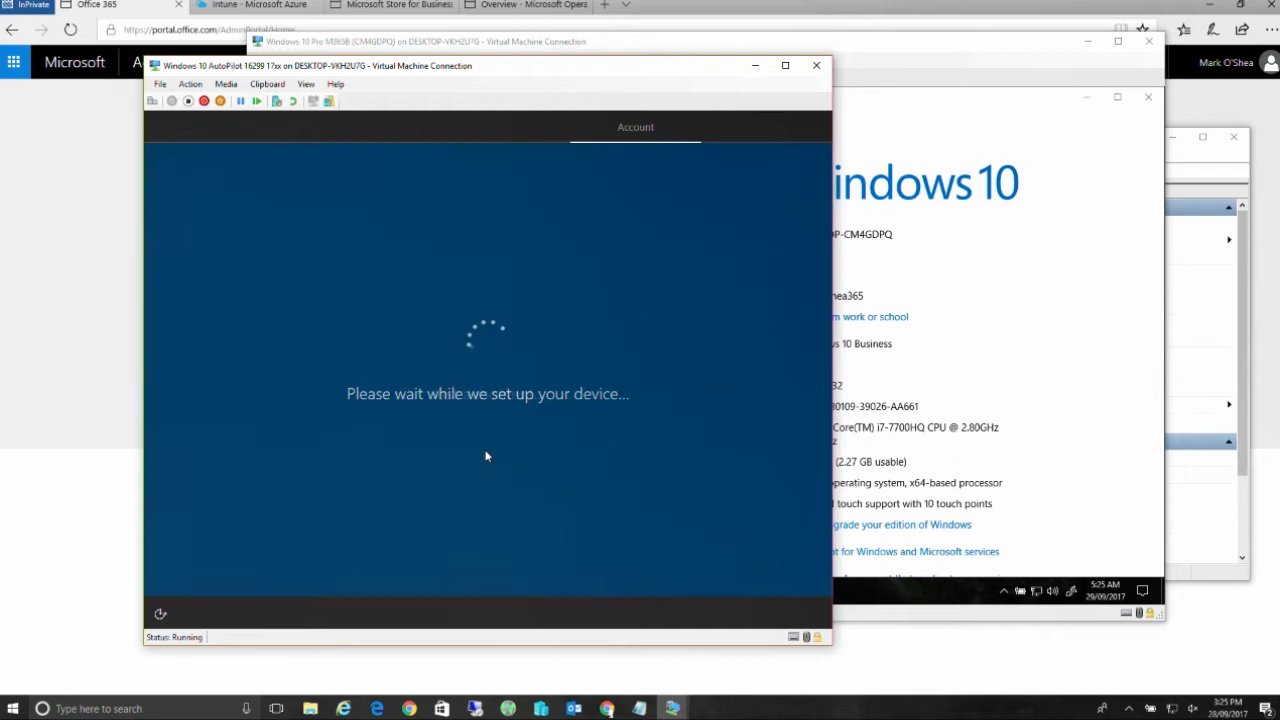 InPrivate
Office 365
Intune - Microsoft Azure
Microsoft Store for Business
Overview - Microsoft Opera
https://portal.office.com/AdminPortal/Home
Windows 10 Pro M365B (CM4GDPQ) on DESKTOP-VKH2U7G - Virtual Machine Connection
Microsoft
A
Mark O'Shea
Windows 10 AutoPilot 16299 17xx on DESKTOP-VKH2U7G - Virtual Machine Connection
File Action Media Clipboard View Help
Account
Please wait while we set up your device...
Status: Running
indows 10
OP-CM4GDPQ
hea365
m work or school
s 10 Business
32
80109-39026-AA661
Core(TM) i7-7700HQ CPU @ 2.80GHz
z
(2.27 GB usable)
operating system, x64-based processor
l touch support with 10 touch points
grade your edition of Windows
nt for Windows and Microsoft services
5:25 AM
29/09/2017
Type here to search
3:25 PM
28/09/2017
2